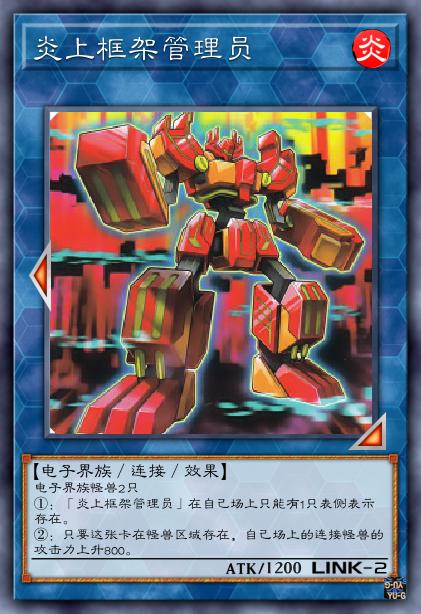 炎上框架管理员
炎
【电子界族／连接／效果】
电子界族怪兽2只
①：「炎上框架管理员」在自己场上只能有1只表侧表示
存在。
②：只要这张卡在怪兽区域存在，自己场上的连接怪兽的
攻击力上升800。
ATK/1200 LINK-2